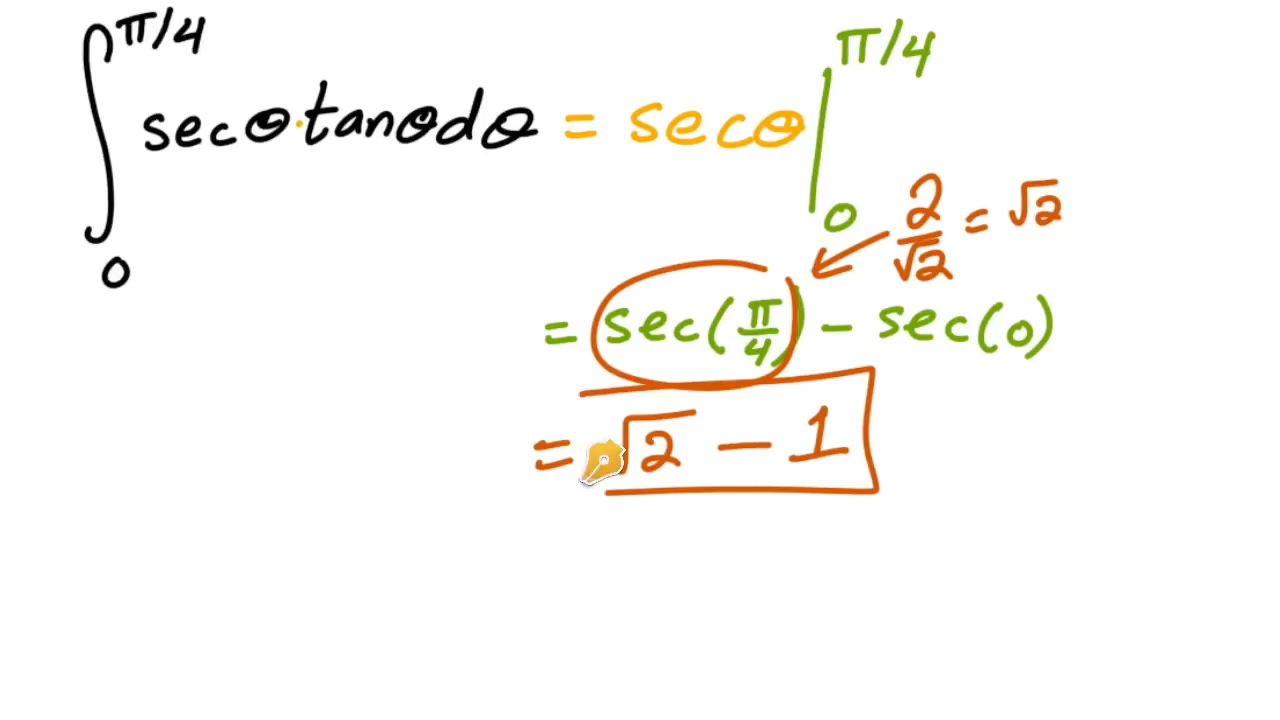 ∫₀^π/4 secθ·tanθdθ = secθ |₀^π/4
2/√2 = √2
= sec(π/4) - sec(0)
= √2 - 1